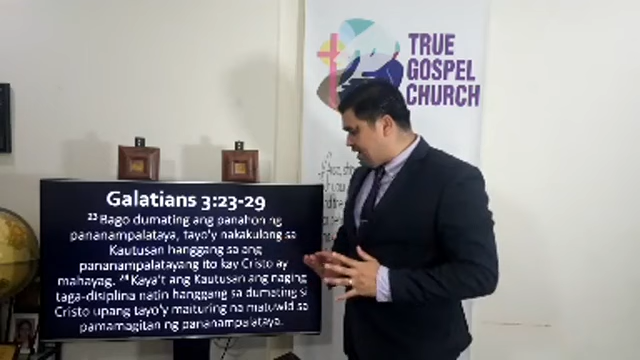 TRUE
GOSPEL
CHURCH
Galatians 3:23-29
23 Bago dumating ang panahon ng
pananampalataya, tayo'y nakakulong sa
Kautusan hanggang sa ang
pananampalatayang ito kay Cristo ay
mahayag. 24 Kaya't ang Kautusan ang naging
taga-disiplina natin hanggang sa dumating si
Cristo upang tayo'y maituring na matuwid sa
pamamagitan ng pananampalataya.